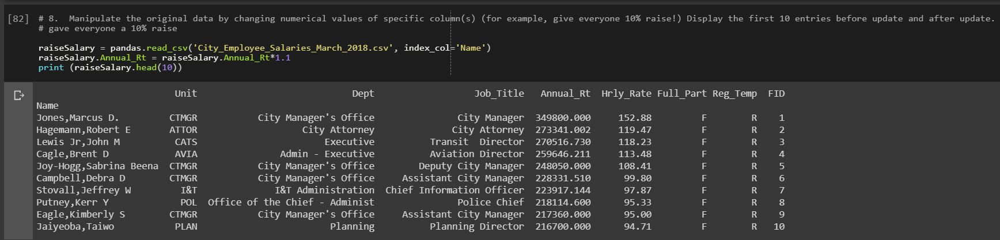 [82] # 8.  Manipulate the original data by changing numerical values of specific column(s) (for example, give everyone 10% raise!) Display the first 10 entries before update and after update.
# gave everyone a 10% raise
raiseSalary = pandas.read_csv('City_Employee_Salaries_March_2018.csv', index_col='Name')
raiseSalary.Annual_Rt = raiseSalary.Annual_Rt*1.1
print (raiseSalary.head(10))
Unit Dept Job_Title Annual_Rt Hrly_Rate Full_Part Reg_Temp FID
Name
Jones,Marcus D. CTMGR City Manager's Office City Manager 349800.000 152.88 F R 1
Hagemann,Robert E ATTOR City Attorney City Attorney 273341.002 119.47 F R 2
Lewis Jr,John M CATS Executive Transit  Director 270516.730 118.23 F R 3
Cagle,Brent D AVIA Admin - Executive Aviation Director 259646.211 113.48 F R 4
Joy-Hogg,Sabrina Beena CTMGR City Manager's Office Deputy City Manager 248050.000 108.41 F R 5
Campbell,Debra D CTMGR City Manager's Office Assistant City Manager 228331.510 99.80 F R 6
Stovall,Jeffrey W I&T I&T Administration Chief Information Officer 223917.144 97.87 F R 7
Putney,Kerr Y POL Office of the Chief - Administ Police Chief 218114.600 95.33 F R 8
Eagle,Kimberly S CTMGR City Manager's Office Assistant City Manager 217360.000 95.00 F R 9
Jaiyeoba,Taiwo PLAN Planning Planning Director 216700.000 94.71 F R 10